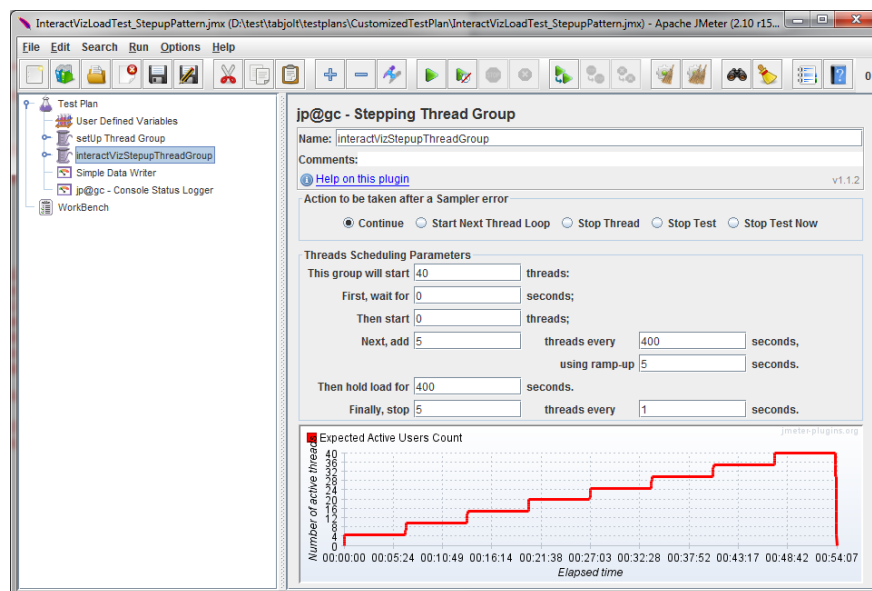 InteractVizLoadTest_StepupPattern.jmx (D:\test\tabjolt\testplans\CustomizedTestPlan\InteractVizLoadTest_StepupPattern.jmx) - Apache JMeter (2.10 r15...
File Edit Search Run Options Help
0
Test Plan
User Defined Variables
setUp Thread Group
interactVizStepupThreadGroup
Simple Data Writer
jp@gc - Console Status Logger
WorkBench
jp@gc - Stepping Thread Group
Name: interactVizStepupThreadGroup
Comments:
Help on this plugin v1.1.2
Action to be taken after a Sampler error
Continue Start Next Thread Loop Stop Thread Stop Test Stop Test Now
Threads Scheduling Parameters
This group will start 40 threads:
First, wait for 0 seconds;
Then start 0 threads;
Next, add 5 threads every 400 seconds,
using ramp-up 5 seconds.
Then hold load for 400 seconds.
Finally, stop 5 threads every 1 seconds.
jmeter-plugins.org
Expected Active Users Count
Number of active threads
40
36
32
28
24
20
16
12
8
4
0
00:00:00 00:05:24 00:10:49 00:16:14 00:21:38 00:27:03 00:32:28 00:37:52 00:43:17 00:48:42 00:54:07
Elapsed time